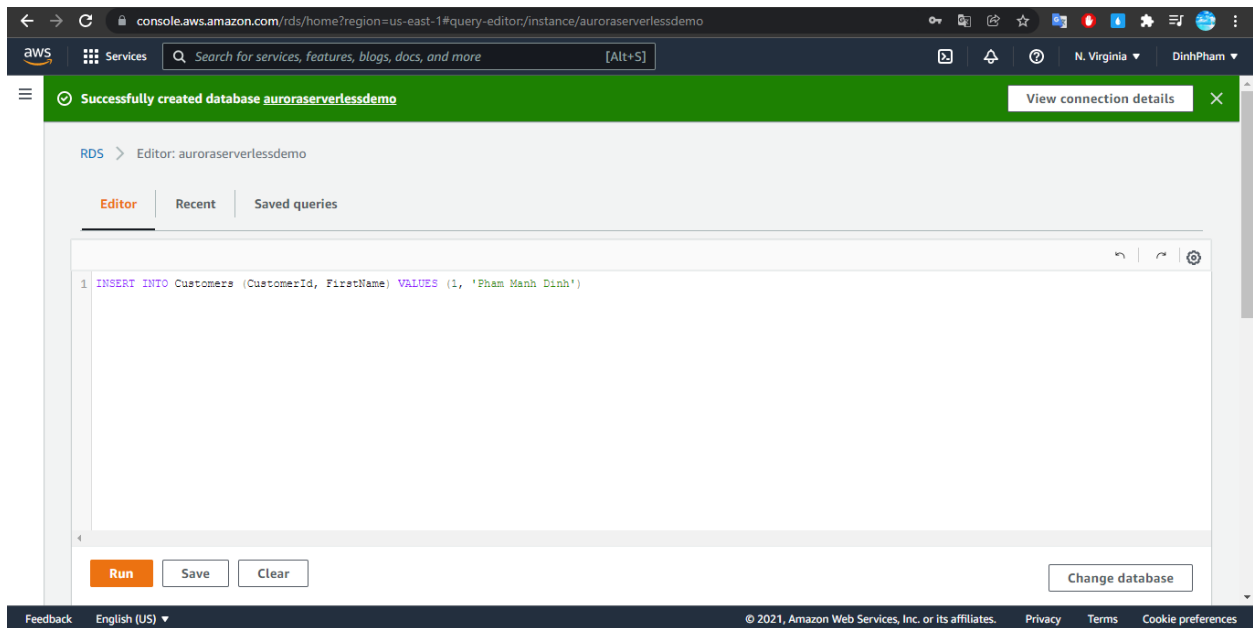 console.aws.amazon.com/rds/home?region=us-east-1#query-editor:/instance/auroraserverlessdemo
aws Services Search for services, features, blogs, docs, and more [Alt+S] N. Virginia ▼ DinhPham ▼
Successfully created database auroraserverlessdemo View connection details
RDS > Editor: auroraserverlessdemo
Editor Recent Saved queries
1 INSERT INTO Customers (CustomerId, FirstName) VALUES (1, 'Pham Manh Dinh')
Run Save Clear Change database
Feedback English (US) ▼ © 2021, Amazon Web Services, Inc. or its affiliates. Privacy Terms Cookie preferences